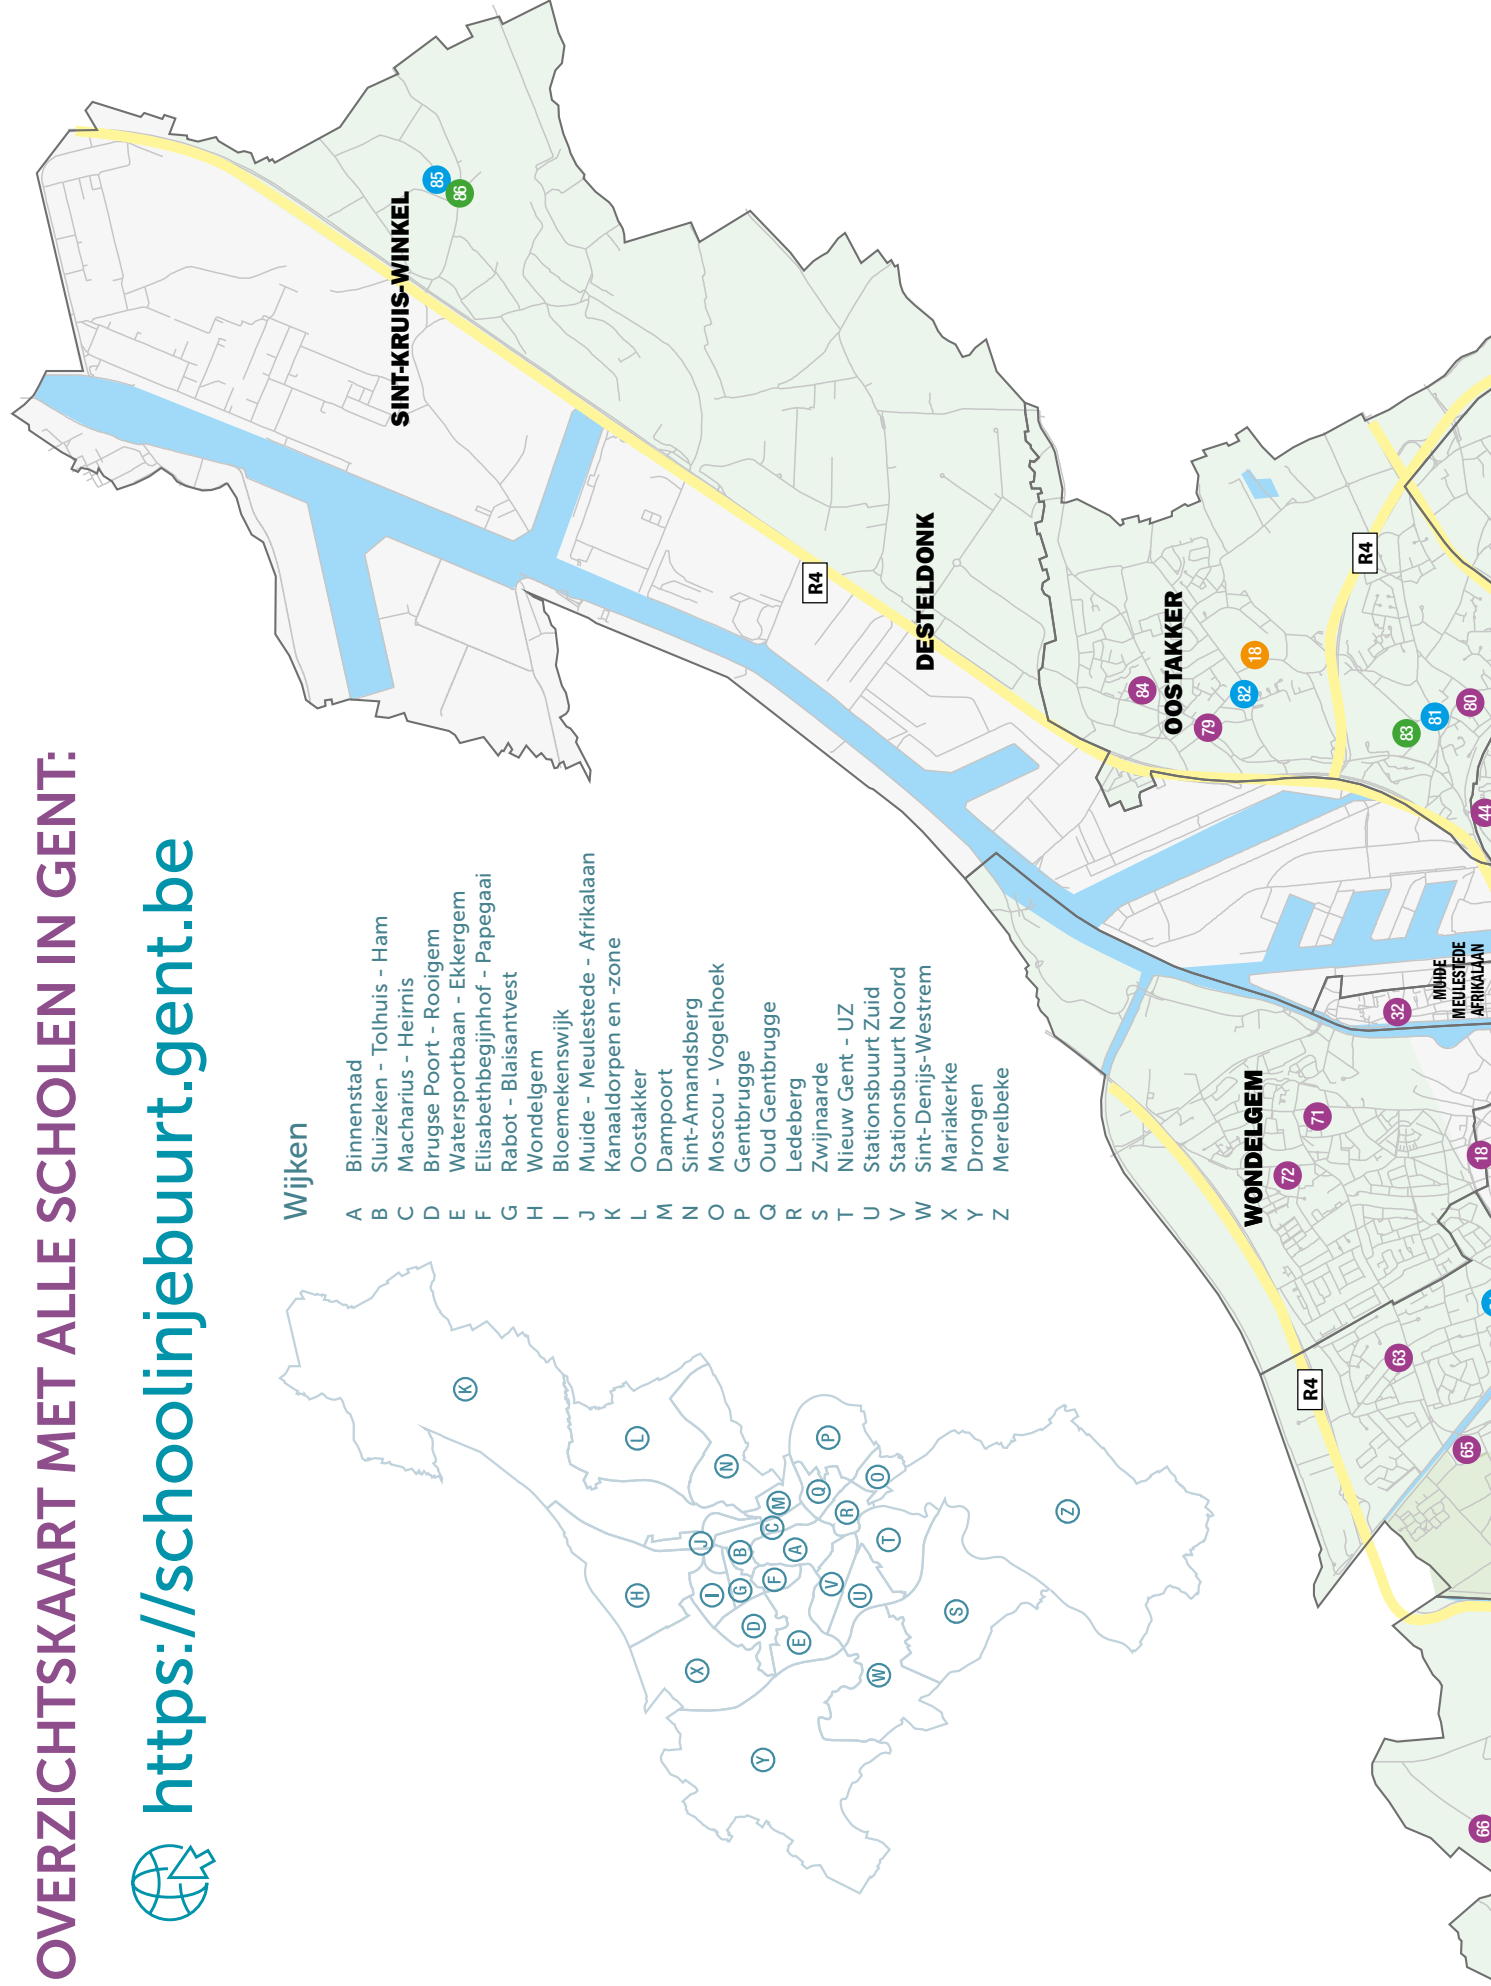 OVERZICHTSKAART MET ALLE SCHOLEN IN GENT:
https://schoolinjebuurt.gent.be
Wijken
A Binnenstad
B Sluizeken - Tolhuis - Ham
C Macharius - Heirnis
D Brugse Poort - Rooigem
E Watersportbaan - Ekkergem
F Elisabethbegijnhof - Papegaai
G Rabot - Blaisantvest
H Wondelgem
I Bloemekenswijk
J Muide - Meulestede - Afrikalaan
K Kanaaldorpen en -zone
L Oostakker
M Dampoort
N Sint-Amandsberg
O Moscou - Vogelhoek
P Gentbrugge
Q Oud Gentbrugge
R Ledeberg
S Zwijnaarde
T Nieuw Gent - UZ
U Stationsbuurt Zuid
V Stationsbuurt Noord
W Sint-Denijs-Westrem
X Mariakerke
Y Drongen
Z Merelbeke
K
L
N
P
M
Q
O
C
J
B
A
R
T
Z
H
I
G
F
V
U
D
E
S
X
W
Y
SINT-KRUIS-WINKEL
85
86
R4
DESTELDONK
OOSTAKKER
84
79
82
18
R4
83
81
80
44
MUIDE
MEULESTEDE
AFRIKALAAN
32
WONDELGEM
71
72
18
63
R4
65
66